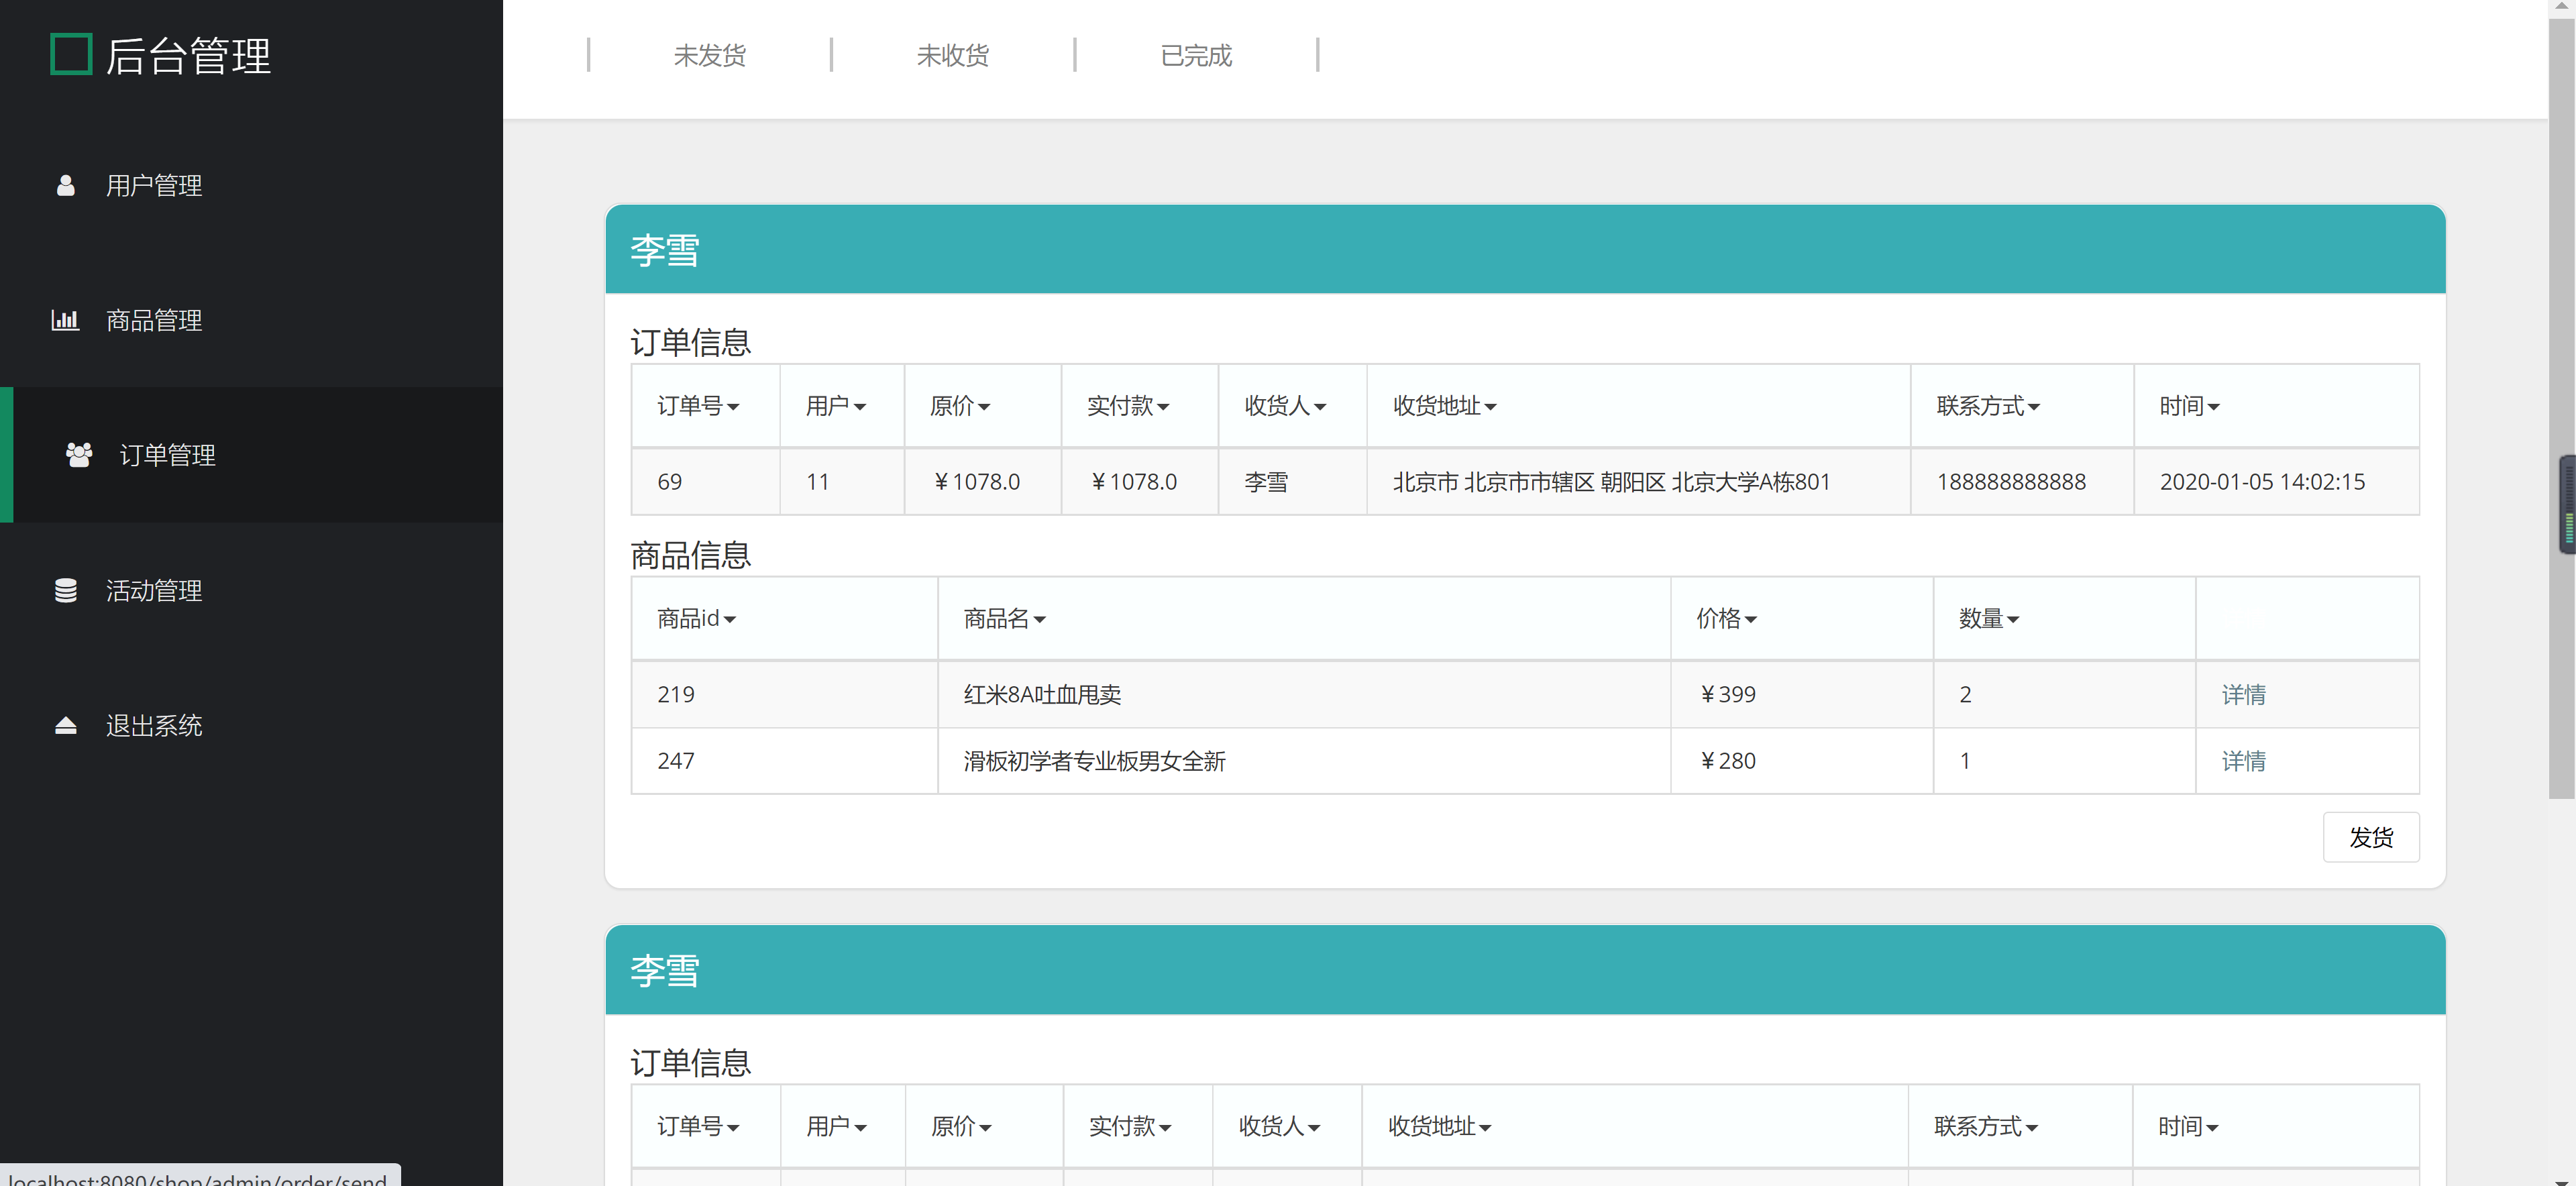 后台管理
未发货 未收货 已完成
用户管理
商品管理
订单管理
活动管理
退出系统
李雪
订单信息
订单号 用户 原价 实付款 收货人 收货地址 联系方式 时间
69 11 ￥1078.0 ￥1078.0 李雪 北京市 北京市市辖区 朝阳区 北京大学A栋801 188888888888 2020-01-05 14:02:15
商品信息
商品id 商品名 价格 数量
219 红米8A吐血甩卖 ￥399 2 详情
247 滑板初学者专业板男女全新 ￥280 1 详情
发货
李雪
订单信息
订单号 用户 原价 实付款 收货人 收货地址 联系方式 时间
localhost:8080/shop/admin/order/send